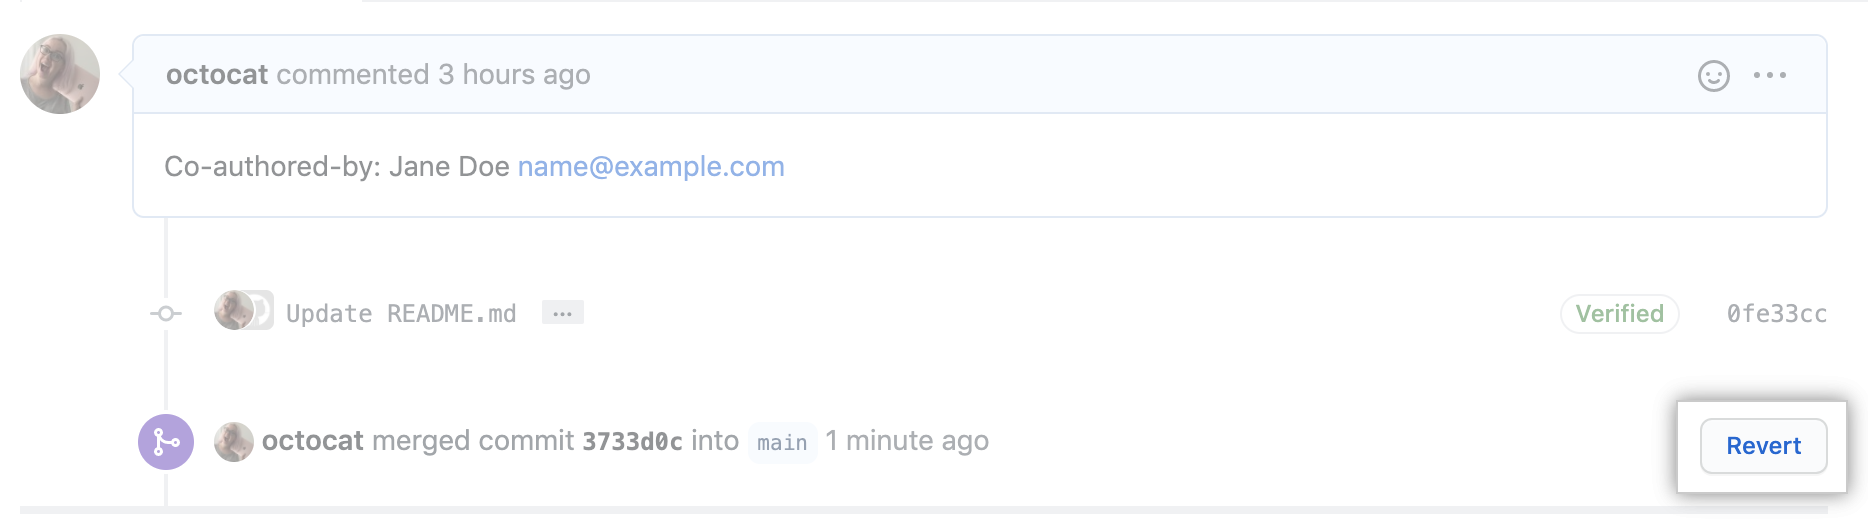 octocat commented 3 hours ago
Co-authored-by: Jane Doe name@example.com
Update README.md ... Verified 0fe33cc
octocat merged commit 3733d0c into main 1 minute ago Revert